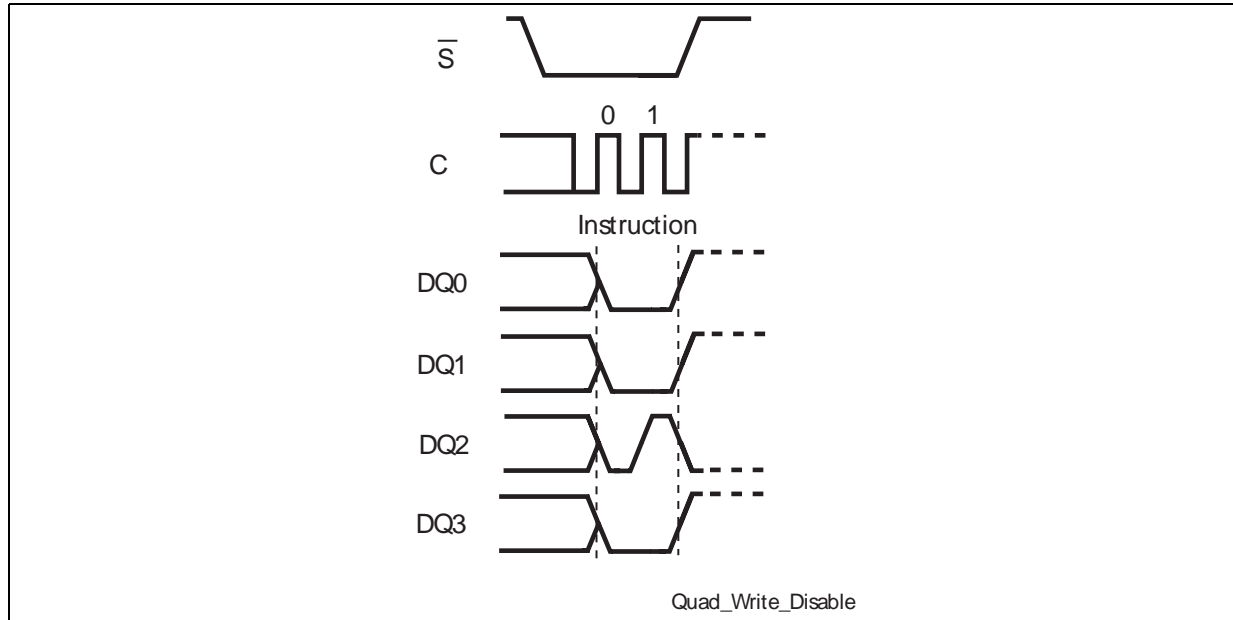 S̅
0 1
C
Instruction
DQ0
DQ1
DQ2
DQ3
Quad_Write_Disable